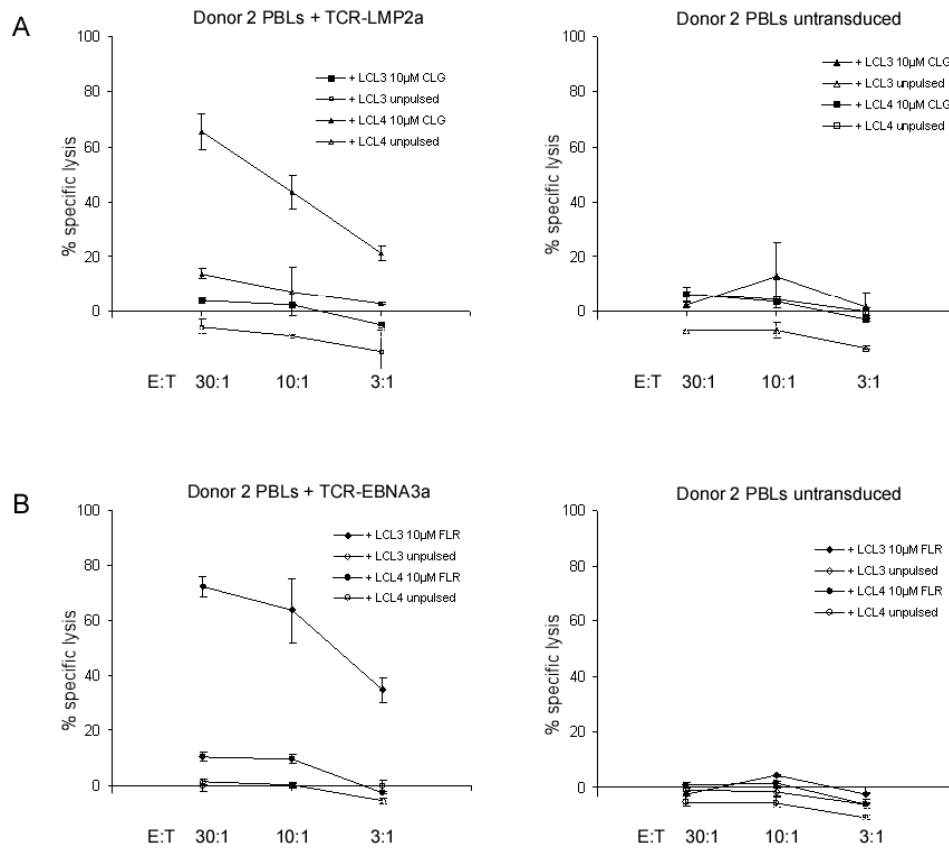 A
Donor 2 PBLs + TCR-LMP2a
100
80
60
40
20
0
% specific lysis
+ LCL3 10µM CLG
+ LCL3 unpulsed
+ LCL4 10µM CLG
+ LCL4 unpulsed
E:T 30:1 10:1 3:1
Donor 2 PBLs untransduced
100
80
60
40
20
0
% specific lysis
+ LCL3 10µM CLG
+ LCL3 unpulsed
+ LCL4 10µM CLG
+ LCL4 unpulsed
E:T 30:1 10:1 3:1
B
Donor 2 PBLs + TCR-EBNA3a
100
80
60
40
20
0
% specific lysis
+ LCL3 10µM FLR
+ LCL3 unpulsed
+ LCL4 10µM FLR
+ LCL4 unpulsed
E:T 30:1 10:1 3:1
Donor 2 PBLs untransduced
100
80
60
40
20
0
% specific lysis
+ LCL3 10µM FLR
+ LCL3 unpulsed
+ LCL4 10µM FLR
+ LCL4 unpulsed
E:T 30:1 10:1 3:1